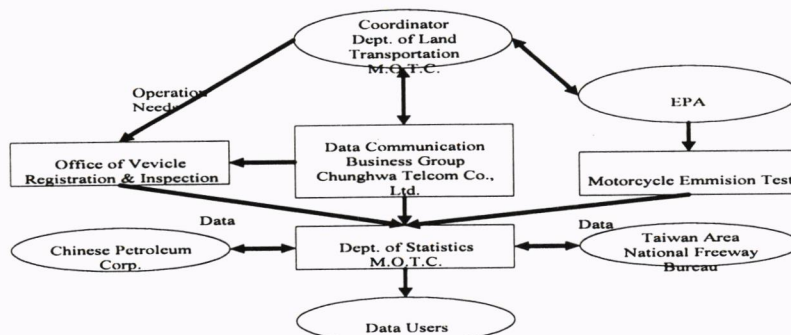 Coordinator
Dept. of Land
Transportation
M.O.T.C.
Operation
Needs
EPA
Office of Vevicle
Registration & Inspection
Data Communication
Business Group
Chunghwa Telcom Co.,
Ltd.
Motorcycle Emmision Test
Data
Data
Chinese Petroleum
Corp.
Dept. of Statistics
M.O.T.C.
Taiwan Area
National Freeway
Bureau
Data Users